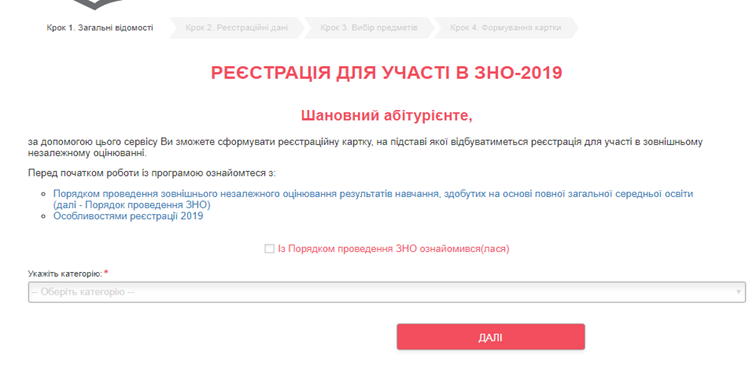 Крок 1. Загальні відомості
Крок 2. Реєстраційні дані
Крок 3. Вибір предметів
Крок 4. Формування картки
РЕЄСТРАЦІЯ ДЛЯ УЧАСТІ В ЗНО-2019
Шановний абітурієнте,
за допомогою цього сервісу Ви зможете сформувати реєстраційну картку, на підставі якої відбуватиметься реєстрація для участі в зовнішньому
незалежному оцінюванні.
Перед початком роботи із програмою ознайомтеся з:
Порядком проведення зовнішнього незалежного оцінювання результатів навчання, здобутих на основі повної загальної середньої освіти
(далі - Порядок проведення ЗНО)
Особливостями реєстрації 2019
Із Порядком проведення ЗНО ознайомився(лася)
Укажіть категорію: *
-- Оберіть категорію --
ДАЛІ